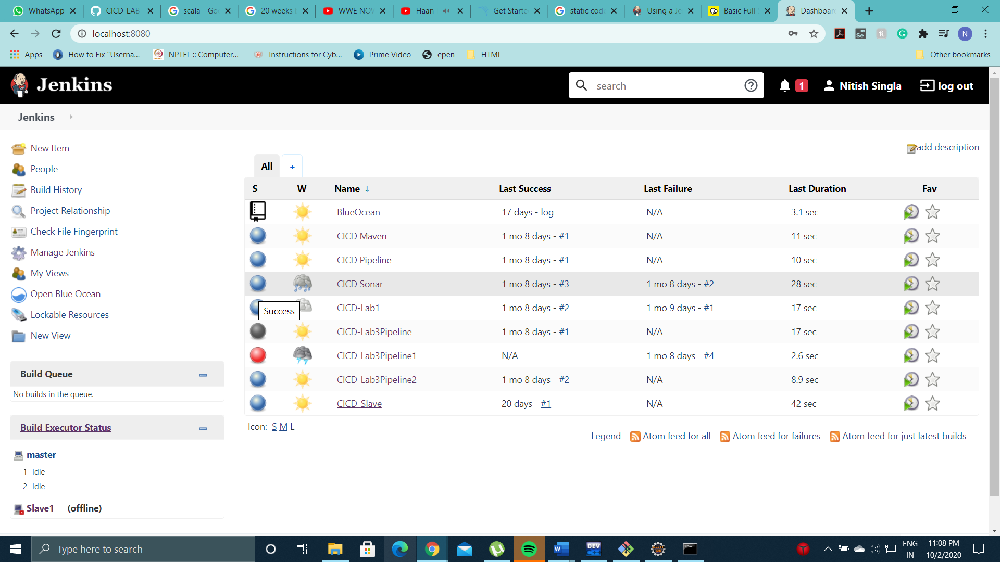 WhatsApp CICD-LAB scala - Goo 20 weeks WWE NOW Haan Get Starte static code Using a Je Basic Full Dashboard
localhost:8080
Apps How to Fix "Userna... NPTEL :: Computer... Instructions for Cyb... Prime Video epen HTML Other bookmarks
Jenkins search 1 Nitish Singla log out
Jenkins
New Item
People
Build History
Project Relationship
Check File Fingerprint
Manage Jenkins
My Views
Open Blue Ocean
Lockable Resources
New View
Build Queue
No builds in the queue.
Build Executor Status
master
1 Idle
2 Idle
Slave1 (offline)
add description
All +
S W Name ↓ Last Success Last Failure Last Duration Fav
BlueOcean 17 days - log N/A 3.1 sec
CICD Maven 1 mo 8 days - #1 N/A 11 sec
CICD Pipeline 1 mo 8 days - #1 N/A 10 sec
CICD Sonar 1 mo 8 days - #3 1 mo 8 days - #2 28 sec
Success CICD-Lab1 1 mo 8 days - #2 1 mo 9 days - #1 17 sec
CICD-Lab3Pipeline 1 mo 8 days - #1 N/A 17 sec
CICD-Lab3Pipeline1 N/A 1 mo 8 days - #4 2.6 sec
CICD-Lab3Pipeline2 1 mo 8 days - #2 N/A 8.9 sec
CICD_Slave 20 days - #1 N/A 42 sec
Icon: S M L
Legend Atom feed for all Atom feed for failures Atom feed for just latest builds
Type here to search
ENG
IN
11:08 PM
10/2/2020